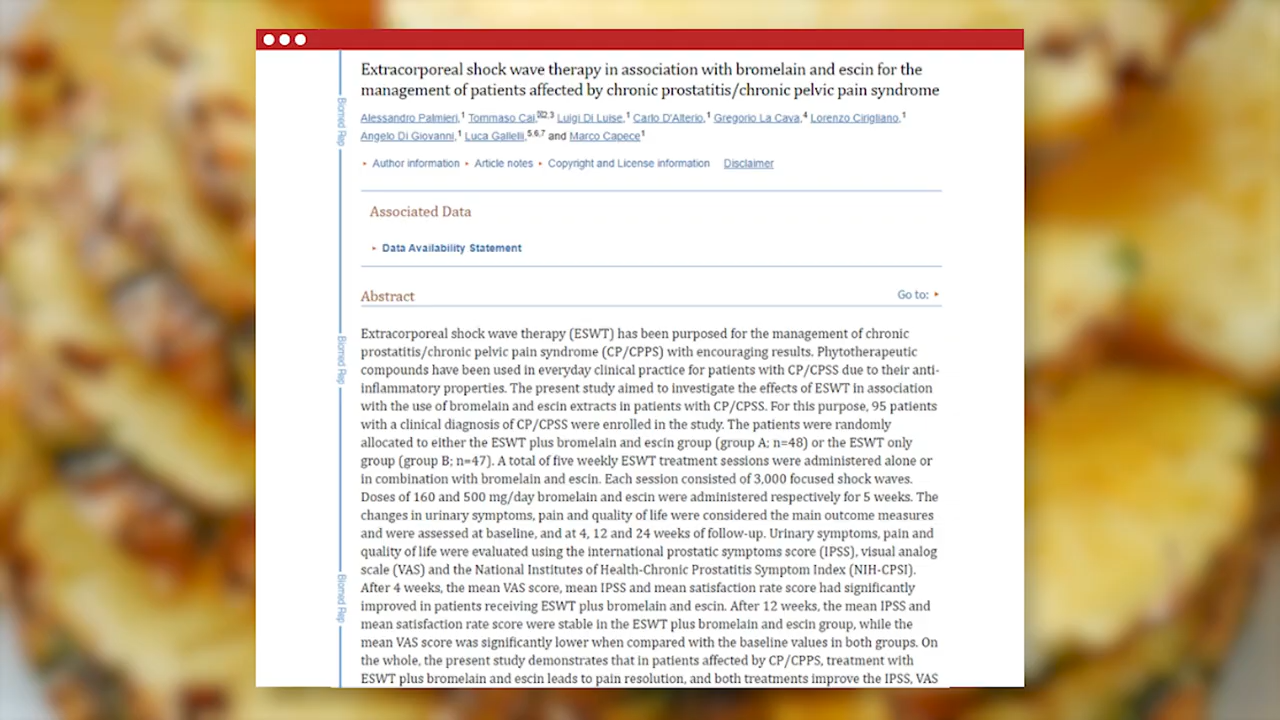 Extracorporeal shock wave therapy in association with bromelain and escin for the
management of patients affected by chronic prostatitis/chronic pelvic pain syndrome
Alessandro Palmieri,1 Tommaso Cai,2,3 Luigi Di Luise,1 Carlo D'Alterio,1 Gregorio La Cava,4 Lorenzo Cirigliano,1
Angelo Di Giovanni,1 Luca Gallelli,5,6,7 and Marco Capece1
Author information • Article notes • Copyright and License information Disclaimer
Associated Data
Data Availability Statement
Abstract
Go to:
Extracorporeal shock wave therapy (ESWT) has been purposed for the management of chronic
prostatitis/chronic pelvic pain syndrome (CP/CPPS) with encouraging results. Phytotherapeutic
compounds have been used in everyday clinical practice for patients with CP/CPSS due to their anti-
inflammatory properties. The present study aimed to investigate the effects of ESWT in association
with the use of bromelain and escin extracts in patients with CP/CPSS. For this purpose, 95 patients
with a clinical diagnosis of CP/CPSS were enrolled in the study. The patients were randomly
allocated to either the ESWT plus bromelain and escin group (group A; n=48) or the ESWT only
group (group B; n=47). A total of five weekly ESWT treatment sessions were administered alone or
in combination with bromelain and escin. Each session consisted of 3,000 focused shock waves.
Doses of 160 and 500 mg/day bromelain and escin were administered respectively for 5 weeks. The
changes in urinary symptoms, pain and quality of life were considered the main outcome measures
and were assessed at baseline, and at 4, 12 and 24 weeks of follow-up. Urinary symptoms, pain and
quality of life were evaluated using the international prostatic symptoms score (IPSS), visual analog
scale (VAS) and the National Institutes of Health-Chronic Prostatitis Symptom Index (NIH-CPSI).
After 4 weeks, the mean VAS score, mean IPSS and mean satisfaction rate score had significantly
improved in patients receiving ESWT plus bromelain and escin. After 12 weeks, the mean IPSS and
mean satisfaction rate score were stable in the ESWT plus bromelain and escin group, while the
mean VAS score was significantly lower when compared with the baseline values in both groups. On
the whole, the present study demonstrates that in patients affected by CP/CPPS, treatment with
ESWT plus bromelain and escin leads to pain resolution, and both treatments improve the IPSS, VAS
Biomed Rep
Biomed Rep
Biomed Rep